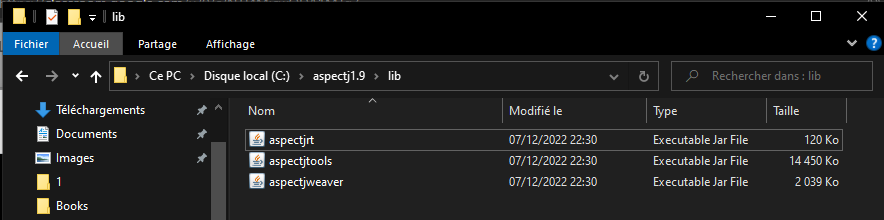 lib
Fichier Accueil Partage Affichage
Ce PC Disque local (C:) aspectj1.9 lib Rechercher dans : lib
Téléchargements
Documents
Images
1
Books
Nom Modifié le Type Taille
aspectjrt 07/12/2022 22:30 Executable Jar File 120 Ko
aspectjtools 07/12/2022 22:30 Executable Jar File 14 450 Ko
aspectjweaver 07/12/2022 22:30 Executable Jar File 2 039 Ko